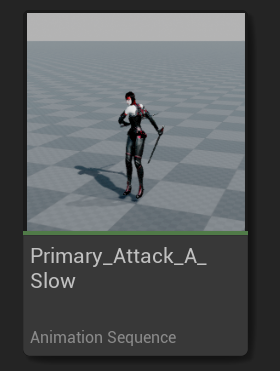 Primary_Attack_A_
Slow
Animation Sequence